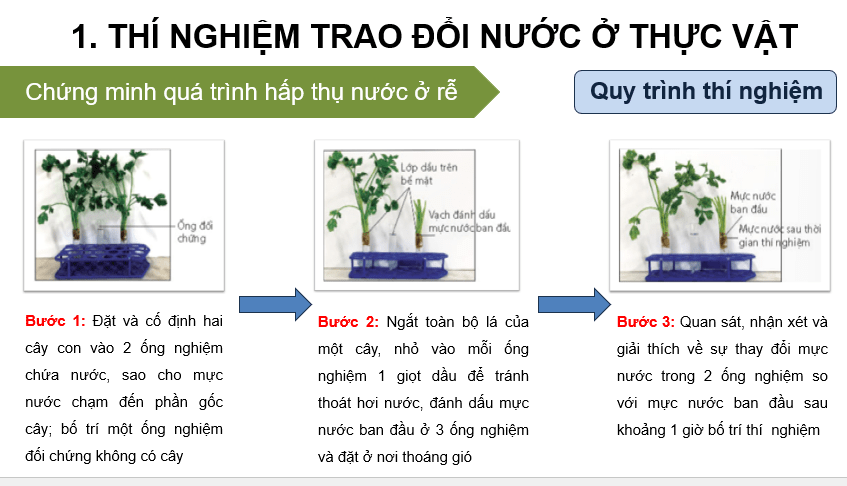 1. THÍ NGHIỆM TRAO ĐỔI NƯỚC Ở THỰC VẬT
Chứng minh quá trình hấp thụ nước ở rễ
Quy trình thí nghiệm
Ống đối
chứng
Lớp dầu trên
bề mặt
Vạch đánh dấu
mực nước ban đầu
Mực nước
ban đầu
Mực nước sau thời
gian thí nghiệm
Bước 1: Đặt và cố định hai
cây con vào 2 ống nghiệm
chứa nước, sao cho mực
nước chạm đến phần gốc
cây; bố trí một ống nghiệm
đối chứng không có cây
Bước 2: Ngắt toàn bộ lá của
một cây, nhỏ vào mỗi ống
nghiệm 1 giọt dầu để tránh
thoát hơi nước, đánh dấu mực
nước ban đầu ở 3 ống nghiệm
và đặt ở nơi thoáng gió
Bước 3: Quan sát, nhận xét và
giải thích về sự thay đổi mực
nước trong 2 ống nghiệm so
với mực nước ban đầu sau
khoảng 1 giờ bố trí thí nghiệm